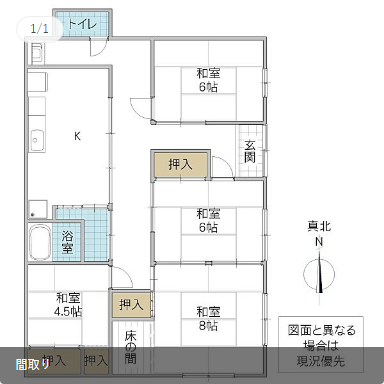 1/1
トイレ
和室
6帖
K
玄関
押入
和室
6帖
浴室
真北
N
和室
4.5帖
押入
和室
8帖
床の間
図面と異なる
場合は
現況優先
間取り
押入
押入